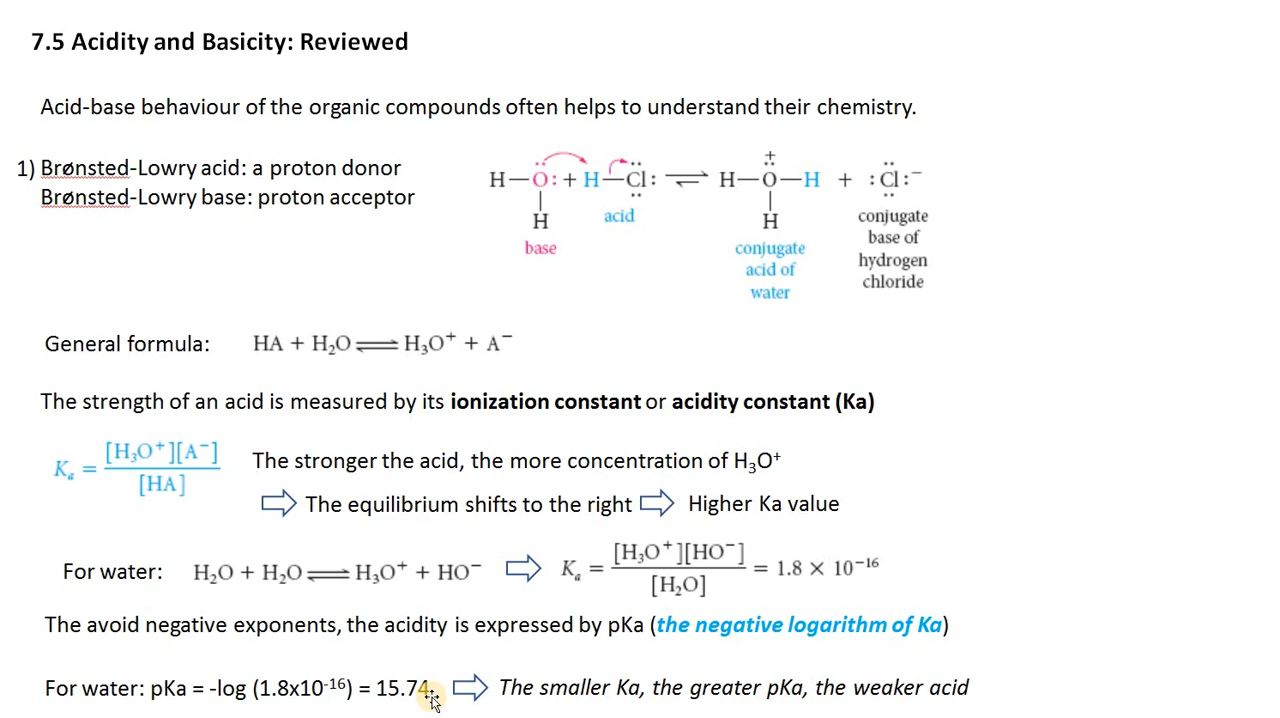 7.5 Acidity and Basicity: Reviewed
Acid-base behaviour of the organic compounds often helps to understand their chemistry.
1) Brønsted-Lowry acid: a proton donor
Brønsted-Lowry base: proton acceptor
H—Ö: + H—C̈l: ⇌ H—Ö⁺—H + :C̈l:⁻
H H
base
acid
conjugate
acid of
water
conjugate
base of
hydrogen
chloride
General formula: HA + H₂O ⇌ H₃O⁺ + A⁻
The strength of an acid is measured by its ionization constant or acidity constant (Ka)
Kₐ = [H₃O⁺][A⁻] / [HA]
The stronger the acid, the more concentration of H₃O⁺
⇨ The equilibrium shifts to the right ⇨ Higher Ka value
For water: H₂O + H₂O ⇌ H₃O⁺ + HO⁻ ⇨ Kₐ = [H₃O⁺][HO⁻] / [H₂O] = 1.8 × 10⁻¹⁶
The avoid negative exponents, the acidity is expressed by pKa (the negative logarithm of Ka)
For water: pKa = -log (1.8x10⁻¹⁶) = 15.74 ⇨ The smaller Ka, the greater pKa, the weaker acid